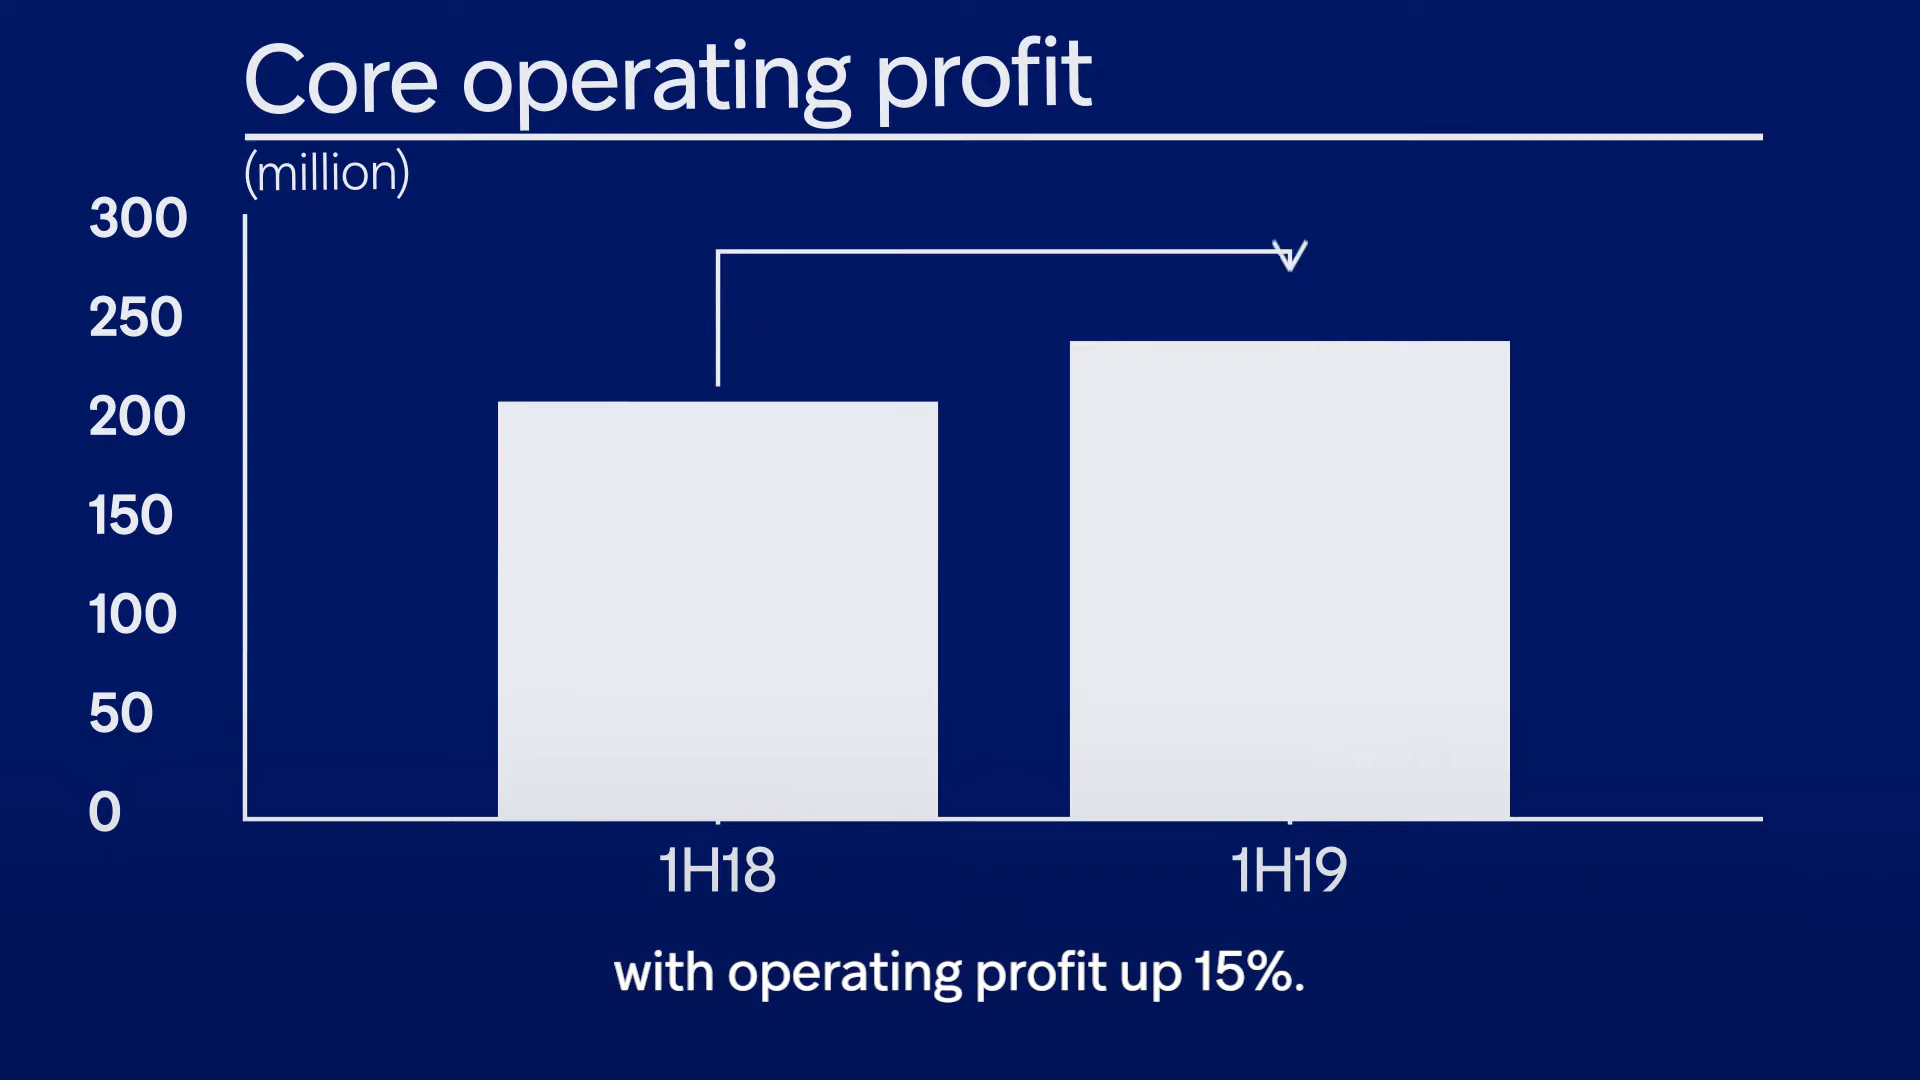 Core operating profit
(million)
300
250
200
150
100
50
0
1H18
1H19
with operating profit up 15%.